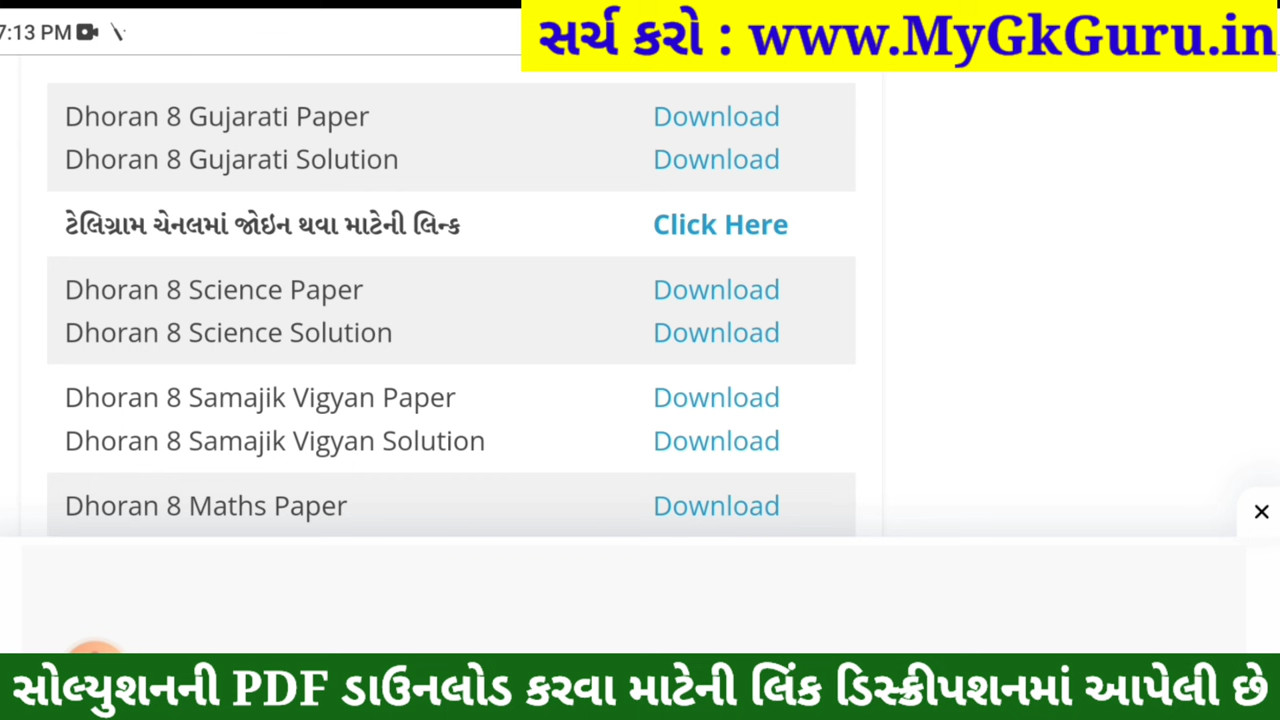 7:13 PM
સર્ચ કરો : www.MyGkGuru.in
Dhoran 8 Gujarati Paper Download
Dhoran 8 Gujarati Solution Download
ટેલિગ્રામ ચેનલમાં જોઇન થવા માટેની લિન્ક Click Here
Dhoran 8 Science Paper Download
Dhoran 8 Science Solution Download
Dhoran 8 Samajik Vigyan Paper Download
Dhoran 8 Samajik Vigyan Solution Download
Dhoran 8 Maths Paper Download
સોલ્યુશનની PDF ડાઉનલોડ કરવા માટેની લિંક ડિસ્ક્રીપશનમાં આપેલી છે